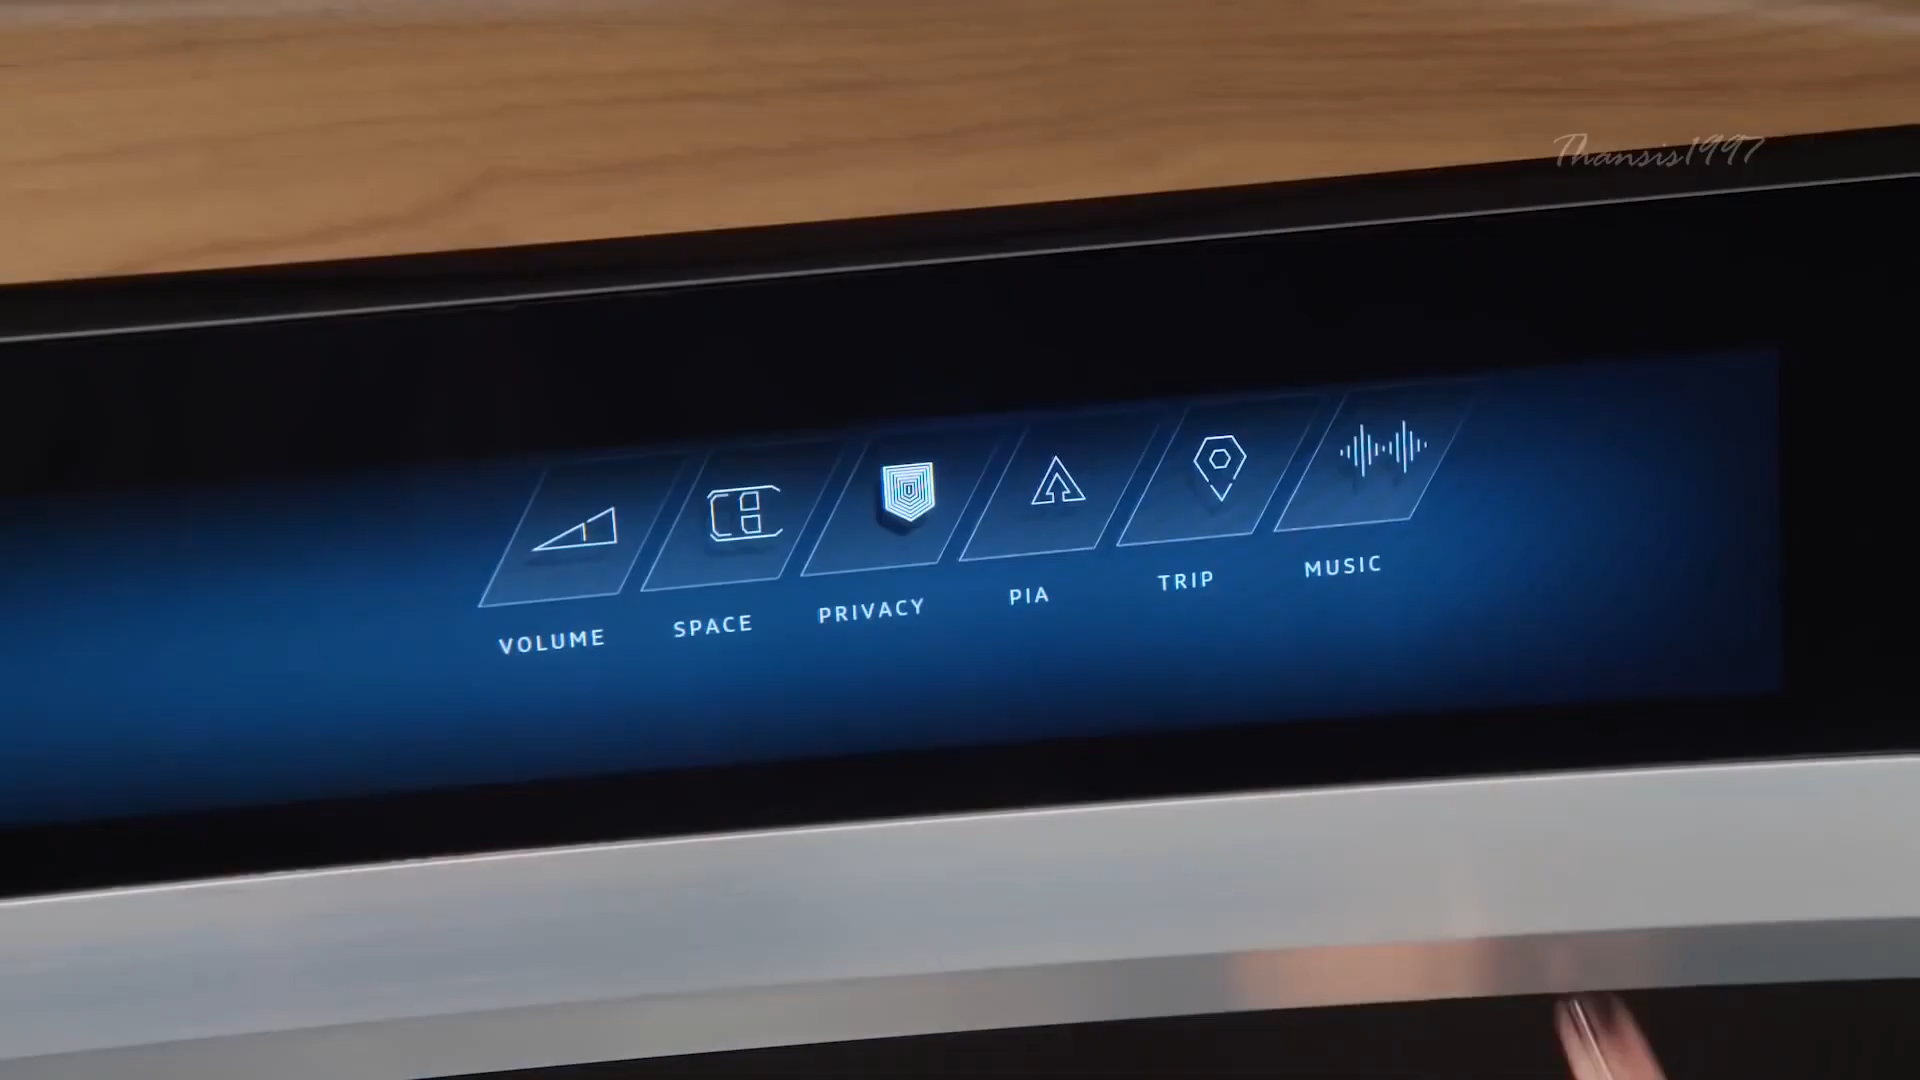 Thansis1997
VOLUME
SPACE
PRIVACY
PIA
TRIP
MUSIC